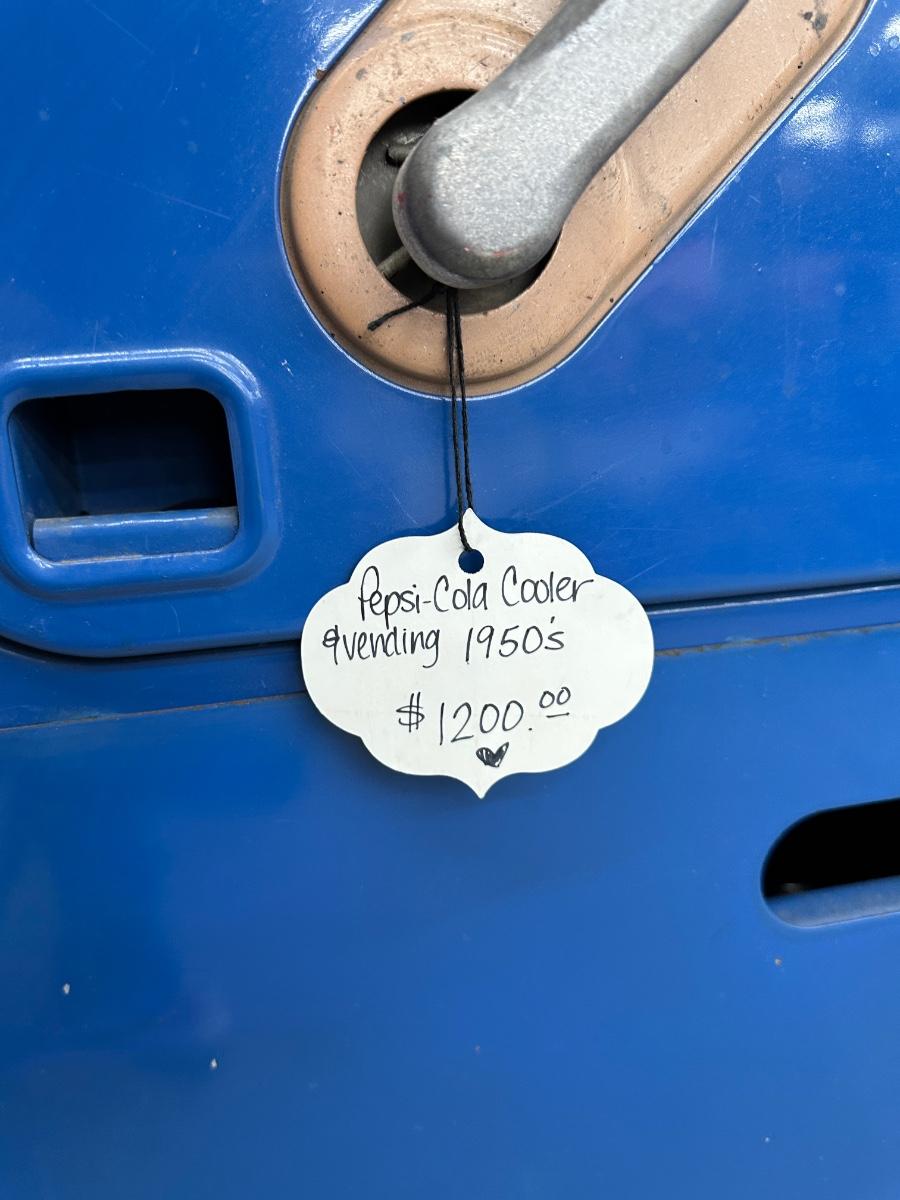 Pepsi-Cola Cooler
&vending 1950's
$1200.00